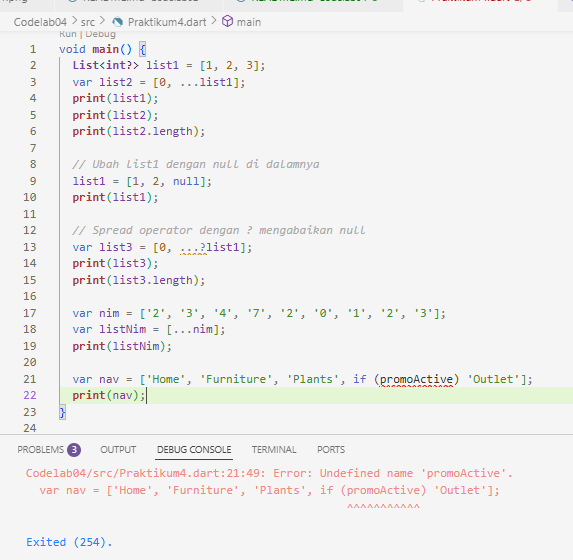 Codelab04 > src > Praktikum4.dart > main
Run | Debug
1 void main() {
2 List<int?> list1 = [1, 2, 3];
3 var list2 = [0, ...list1];
4 print(list1);
5 print(list2);
6 print(list2.length);
7
8 // Ubah list1 dengan null di dalamnya
9 list1 = [1, 2, null];
10 print(list1);
11
12 // Spread operator dengan ? mengabaikan null
13 var list3 = [0, ...?list1];
14 print(list3);
15 print(list3.length);
16
17 var nim = ['2', '3', '4', '7', '2', '0', '1', '2', '3'];
18 var listNim = [...nim];
19 print(listNim);
20
21 var nav = ['Home', 'Furniture', 'Plants', if (promoActive) 'Outlet'];
22 print(nav);
23 }
24
PROBLEMS 3 OUTPUT DEBUG CONSOLE TERMINAL PORTS
Codelab04/src/Praktikum4.dart:21:49: Error: Undefined name 'promoActive'.
var nav = ['Home', 'Furniture', 'Plants', if (promoActive) 'Outlet'];
^^^^^^^^^^^
Exited (254).